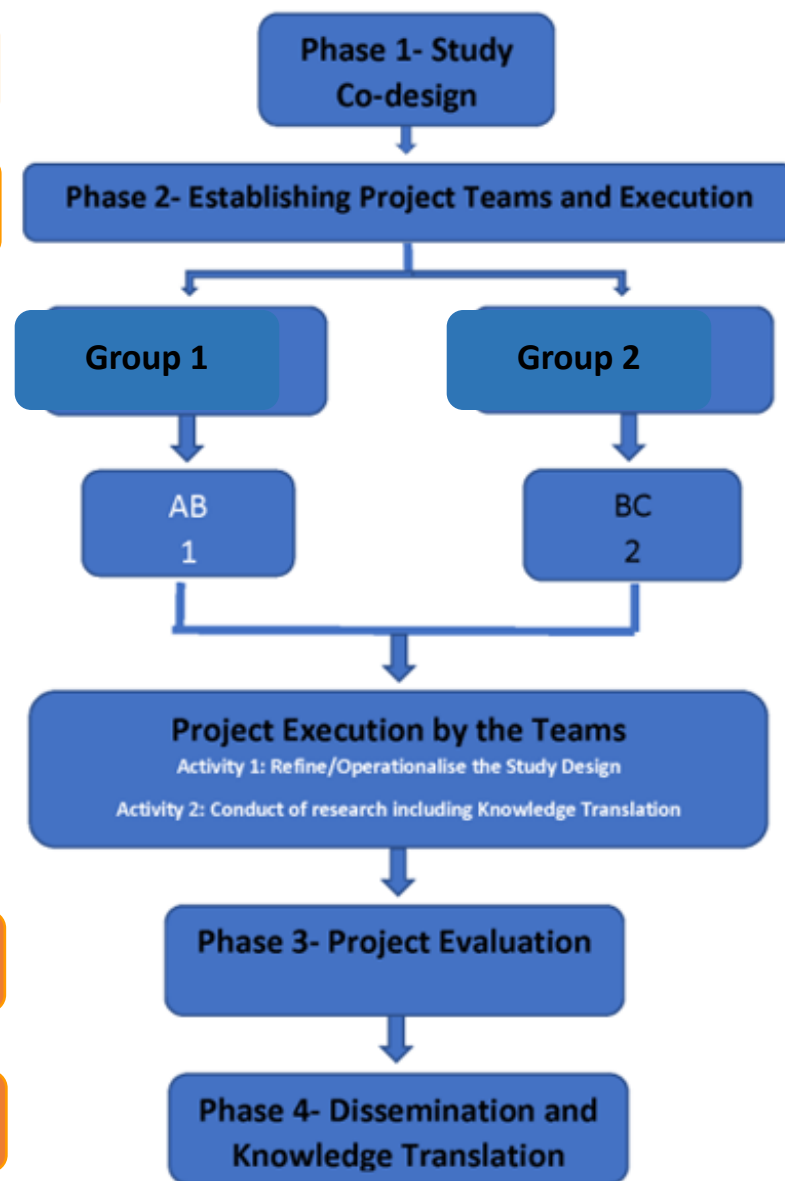 Phase 1- Study
Co-design
Phase 2- Establishing Project Teams and Execution
Group 1
Group 2
AB
1
BC
2
Project Execution by the Teams
Activity 1: Refine/Operationalise the Study Design
Activity 2: Conduct of research including Knowledge Translation
Phase 3- Project Evaluation
Phase 4- Dissemination and
Knowledge Translation